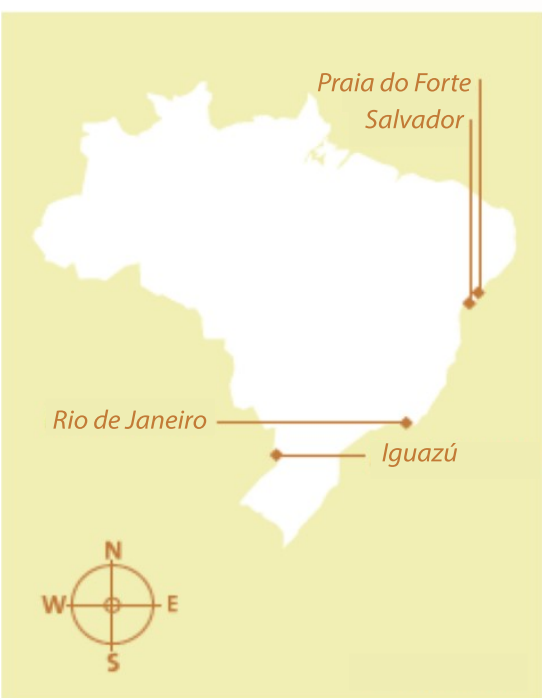 Praia do Forte
Salvador
Rio de Janeiro
Iguazú
N
W E
S